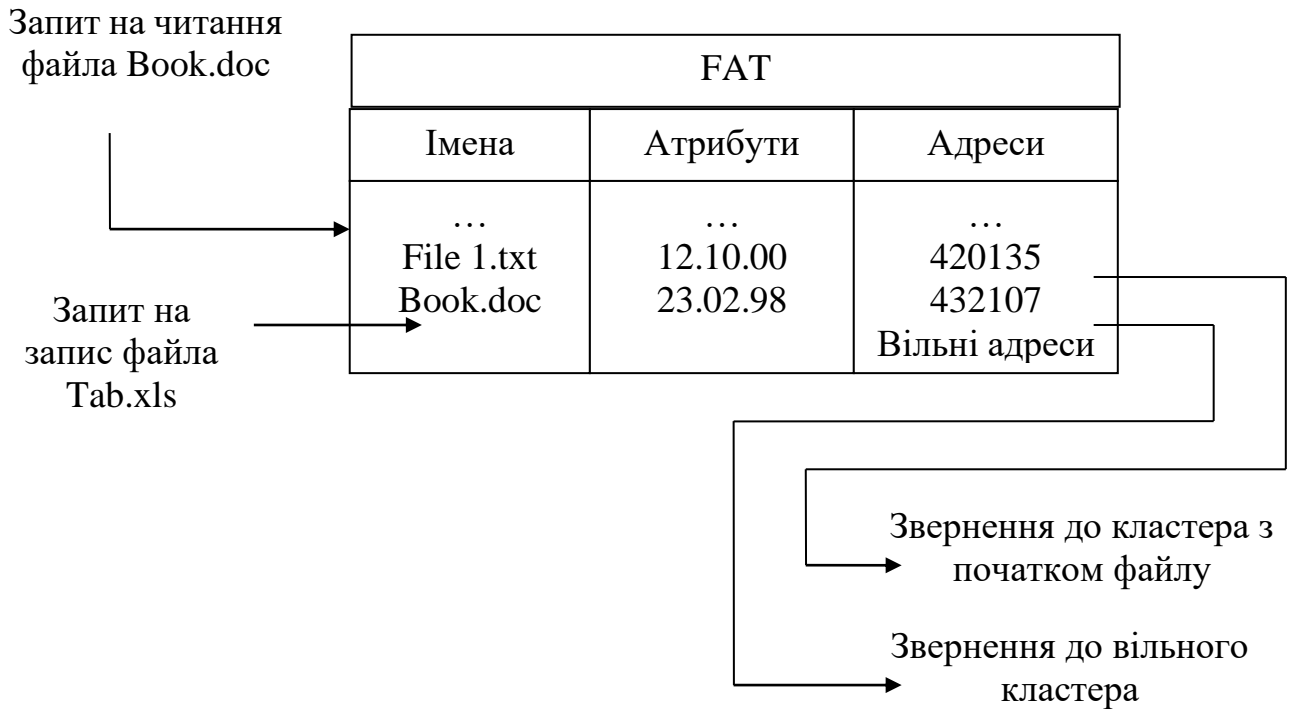 Запит на читання
файла Book.doc
FAT
Імена Атрибути Адреси
… … …
File 1.txt 12.10.00 420135
Book.doc 23.02.98 432107
Вільні адреси
Запит на
запис файла
Tab.xls
Звернення до кластера з
початком файлу
Звернення до вільного
кластера